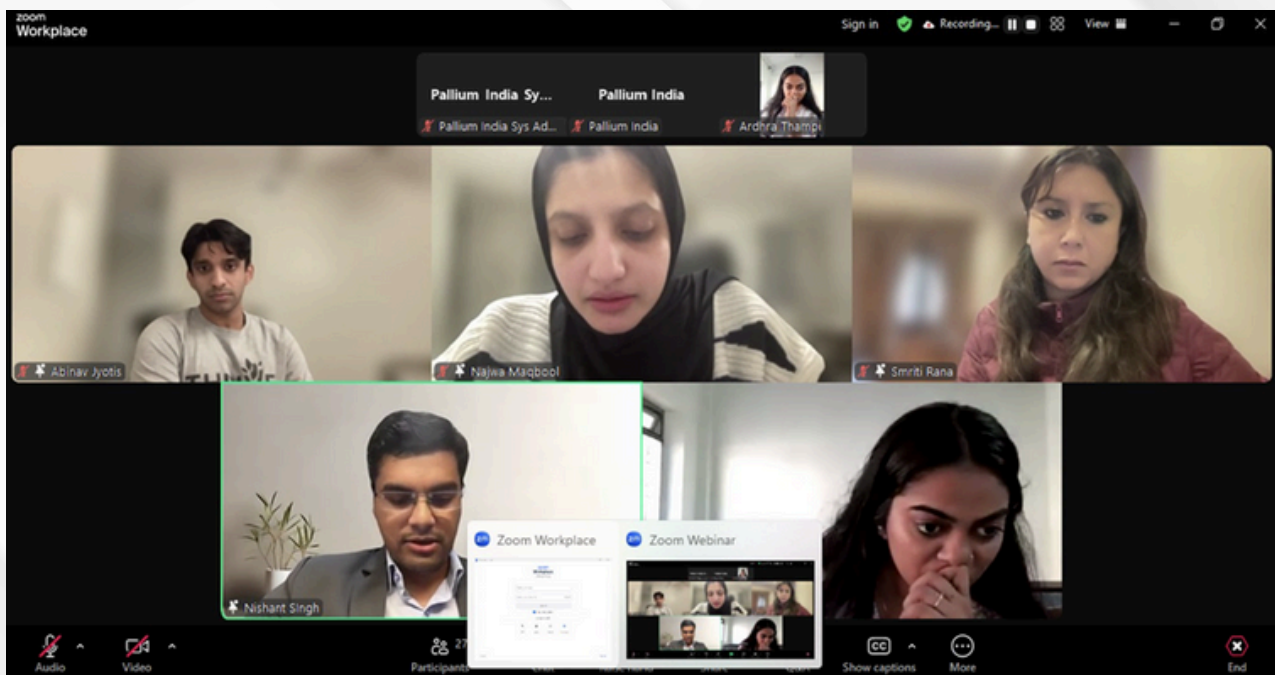 zoom
Workplace
Sign in
Recording...
View
Pallium India Sy...
Pallium India
Pallium India Sys Ad...
Pallium India
Ardhra Thampi
Abinav Jyotis
Najwa Maqbool
Smriti Rana
Nishant Singh
Zoom Workplace
Zoom Webinar
Audio
Video
27
Participants
CC
Show captions
More
End